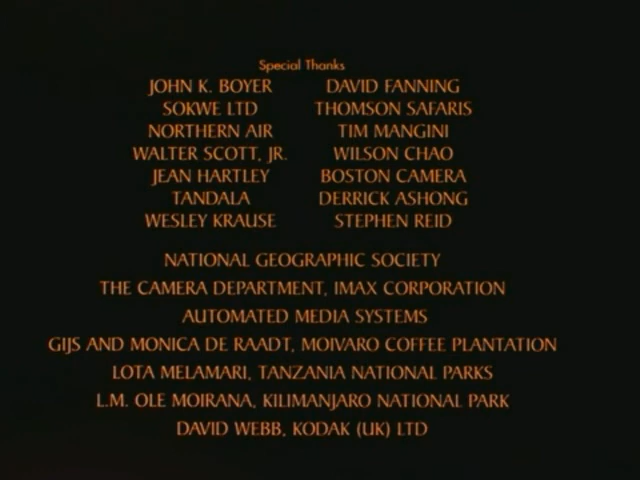 Special Thanks
JOHN K. BOYER DAVID FANNING
SOKWE LTD THOMSON SAFARIS
NORTHERN AIR TIM MANGINI
WALTER SCOTT, JR. WILSON CHAO
JEAN HARTLEY BOSTON CAMERA
TANDALA DERRICK ASHONG
WESLEY KRAUSE STEPHEN REID
NATIONAL GEOGRAPHIC SOCIETY
THE CAMERA DEPARTMENT, IMAX CORPORATION
AUTOMATED MEDIA SYSTEMS
GIJS AND MONICA DE RAADT, MOIVARO COFFEE PLANTATION
LOTA MELAMARI, TANZANIA NATIONAL PARKS
L.M. OLE MOIRANA, KILIMANJARO NATIONAL PARK
DAVID WEBB, KODAK (UK) LTD